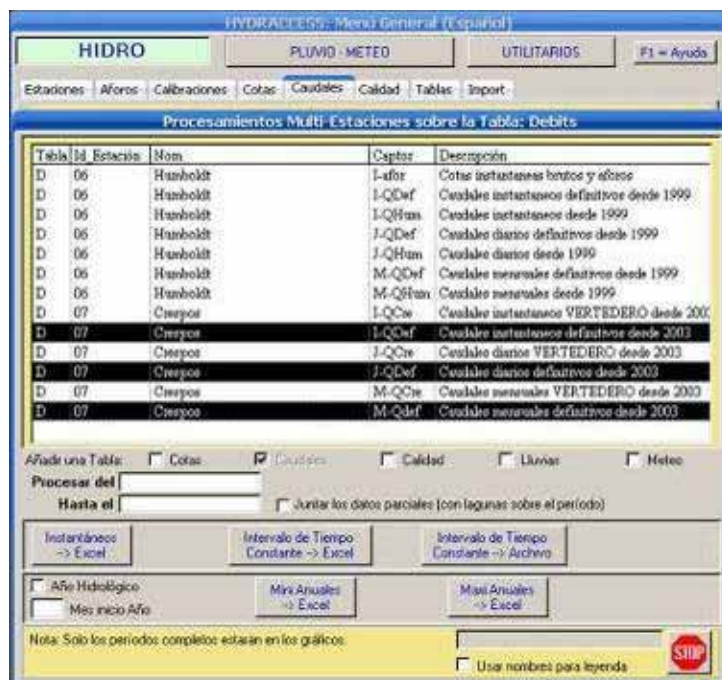 HYDRACCESS: Menú General (Español)
HIDRO PLUVIO - METEO UTILITARIOS F1 = Ayuda
Estaciones Aforos Calibraciones Cotas Caudales Calidad Tablas Import
Procesamientos Multi-Estaciones sobre la Tabla: Debits
Tabla Id_Estación Nom Captor Descripción
D 06 Humboldt I-afor Cotas instantaneas brutos y aforos
D 06 Humboldt I-QDef Caudales instantaneos definitivos desde 1999
D 06 Humboldt I-QHum Caudales instantaneos desde 1999
D 06 Humboldt J-QDef Caudales diarios definitivos desde 1999
D 06 Humboldt J-QHum Caudales diarios desde 1999
D 06 Humboldt M-QDef Caudales mensuales definitivos desde 1999
D 06 Humboldt M-QHum Caudales mensuales desde 1999
D 07 Crespos I-QCre Caudales instantaneos VERTEDERO desde 200
D 07 Crespos I-QDef Caudales instantaneos definitivos desde 2003
D 07 Crespos J-QCre Caudales diarios VERTEDERO desde 2003
D 07 Crespos J-QDef Caudales diarios definitivos desde 2003
D 07 Crespos M-QCre Caudales mensuales VERTEDERO desde 2003
D 07 Crespos M-Qdef Caudales mensuales definitivos desde 2003
Añadir una Tabla: Cotas Caudales Calidad Lluvias Meteo
Procesar del
Hasta el Juntar los datos parciales (con lagunas sobre el período)
Instantáneos -> Excel
Intervalo de Tiempo Constante -> Excel
Intervalo de Tiempo Constante -> Archivo
Año Hidrológico
Mes inicio Año
Mini Anuales -> Excel
Maxi Anuales -> Excel
Nota: Solo los períodos completos estaran en los gráficos.
Usar nombres para leyenda
STOP